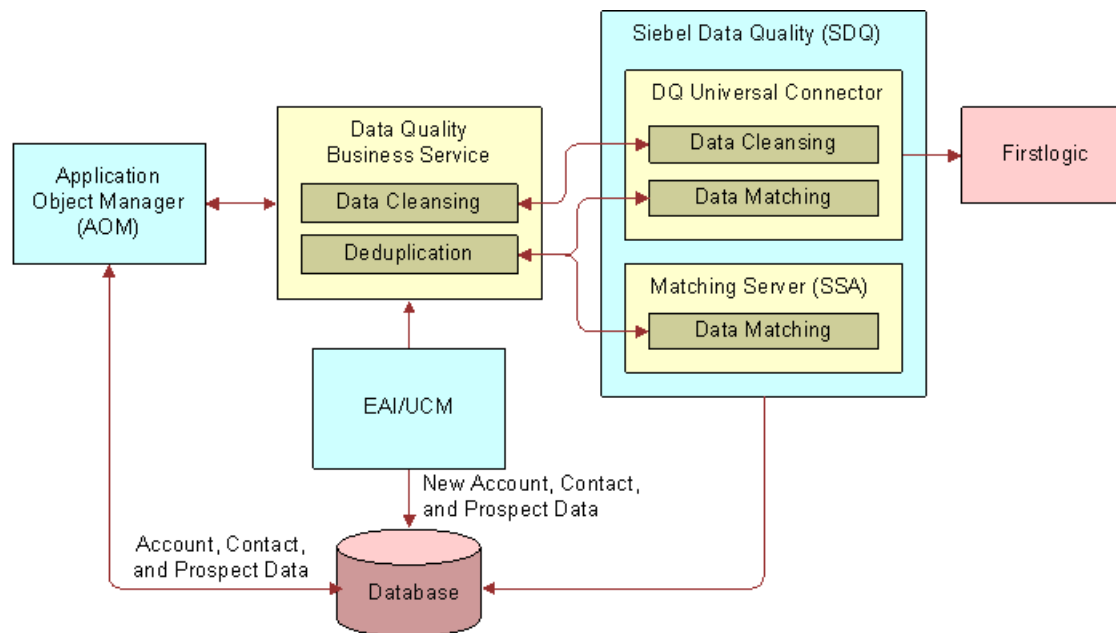 Siebel Data Quality (SDQ)
DQ Universal Connector
Data Cleansing
Data Matching
Matching Server (SSA)
Data Matching
Firstlogic
Data Quality
Business Service
Data Cleansing
Deduplication
Application
Object Manager
(AOM)
EAI/UCM
New Account, Contact,
and Prospect Data
Account, Contact,
and Prospect Data
Database